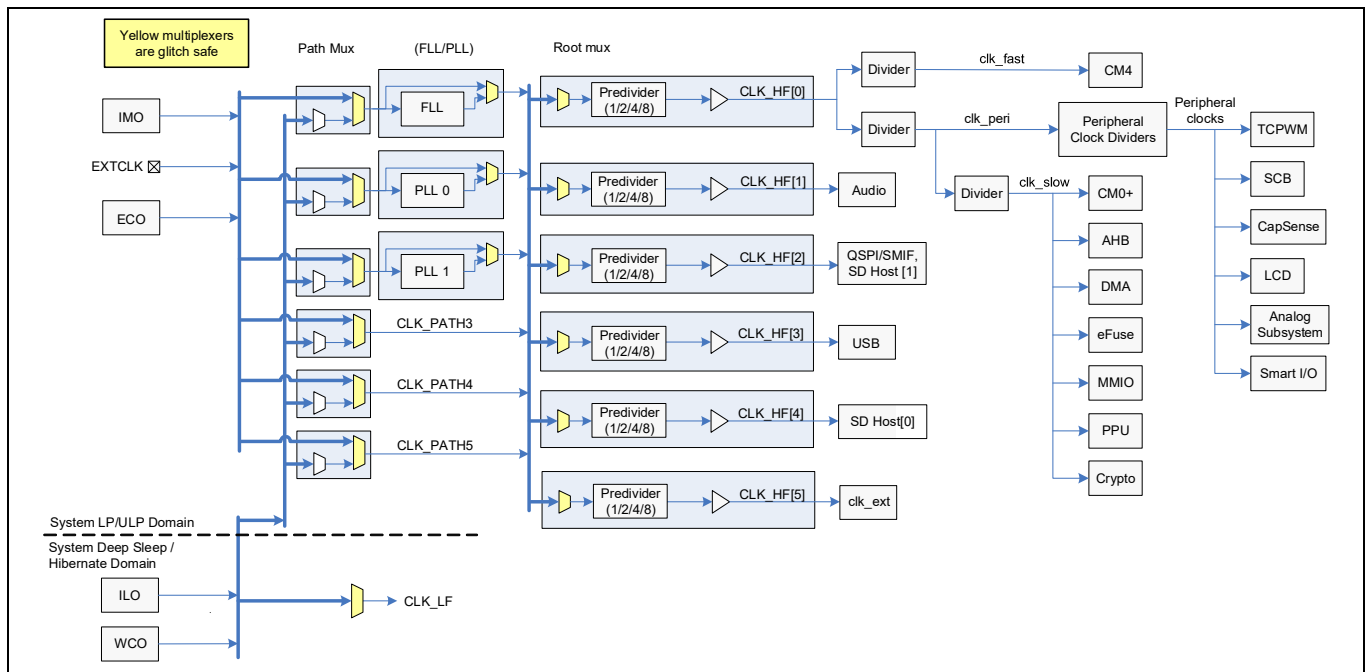 Yellow multiplexers
are glitch safe
Path Mux
(FLL/PLL)
Root mux
IMO
EXTCLK
ECO
FLL
PLL 0
PLL 1
CLK_PATH3
CLK_PATH4
CLK_PATH5
Predivider
(1/2/4/8)
CLK_HF[0]
Predivider
(1/2/4/8)
CLK_HF[1]
Audio
Predivider
(1/2/4/8)
CLK_HF[2]
QSPI/SMIF,
SD Host [1]
Predivider
(1/2/4/8)
CLK_HF[3]
USB
Predivider
(1/2/4/8)
CLK_HF[4]
SD Host[0]
Predivider
(1/2/4/8)
CLK_HF[5]
clk_ext
Divider
clk_fast
CM4
Divider
clk_peri
Peripheral
Clock Dividers
Peripheral
clocks
TCPWM
SCB
CapSense
LCD
Analog
Subsystem
Smart I/O
Divider
clk_slow
CM0+
AHB
DMA
eFuse
MMIO
PPU
Crypto
System LP/ULP Domain
System Deep Sleep /
Hibernate Domain
ILO
WCO
CLK_LF